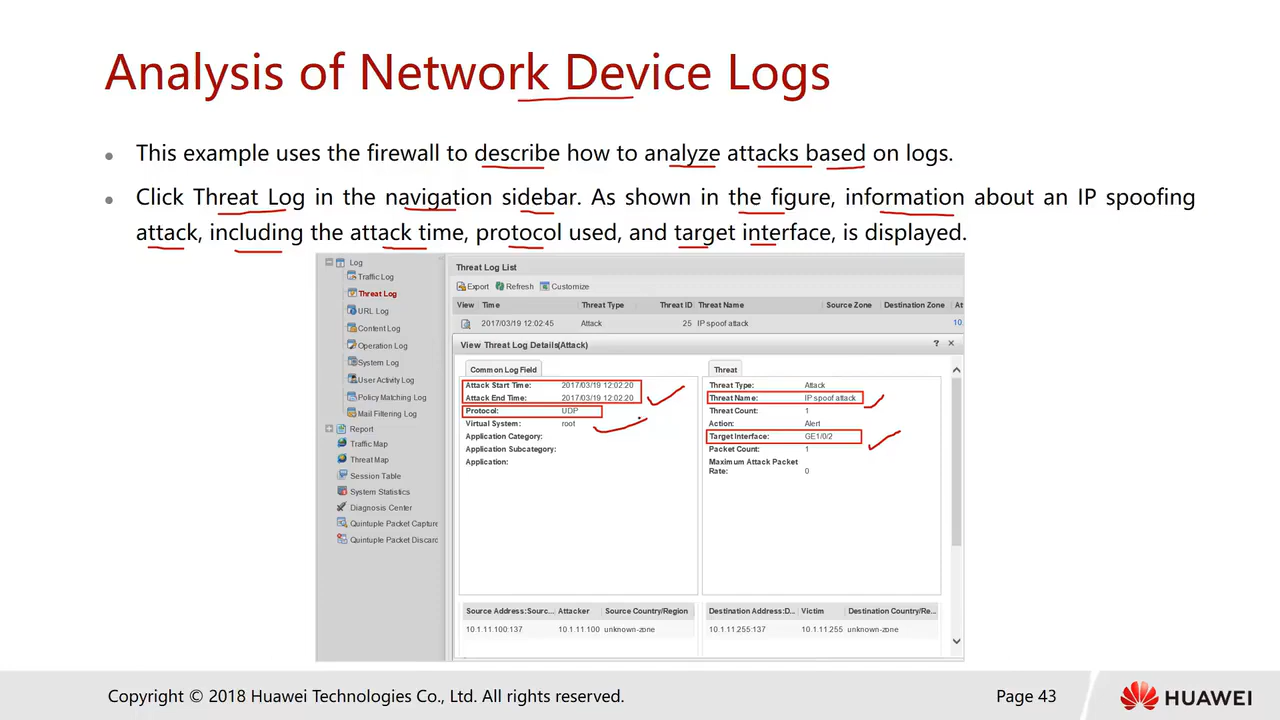 Analysis of Network Device Logs
This example uses the firewall to describe how to analyze attacks based on logs.
Click Threat Log in the navigation sidebar. As shown in the figure, information about an IP spoofing
attack, including the attack time, protocol used, and target interface, is displayed.
Log
Traffic Log
Threat Log
URL Log
Content Log
Operation Log
System Log
User Activity Log
Policy Matching Log
Mail Filtering Log
Report
Traffic Map
Threat Map
Session Table
System Statistics
Diagnosis Center
Quintuple Packet Capture
Quintuple Packet Discard
Threat Log List
Export Refresh Customize
View Time Threat Type Threat ID Threat Name Source Zone Destination Zone At
2017/03/19 12:02:45 Attack 25 IP spoof attack 10.
View Threat Log Details(Attack) ?
Common Log Field
Attack Start Time: 2017/03/19 12:02:20
Attack End Time: 2017/03/19 12:02:20
Protocol: UDP
Virtual System: root
Application Category:
Application Subcategory:
Application:
Threat
Threat Type: Attack
Threat Name: IP spoof attack
Threat Count: 1
Action: Alert
Target Interface: GE1/0/2
Packet Count: 1
Maximum Attack Packet
Rate: 0
Source Address:Sourc... Attacker Source Country/Region
10.1.11.100:137 10.1.11.100 unknown-zone
Destination Address:D... Victim Destination Country/Re...
10.1.11.255:137 10.1.11.255 unknown-zone
Copyright © 2018 Huawei Technologies Co., Ltd. All rights reserved.
Page 43
HUAWEI